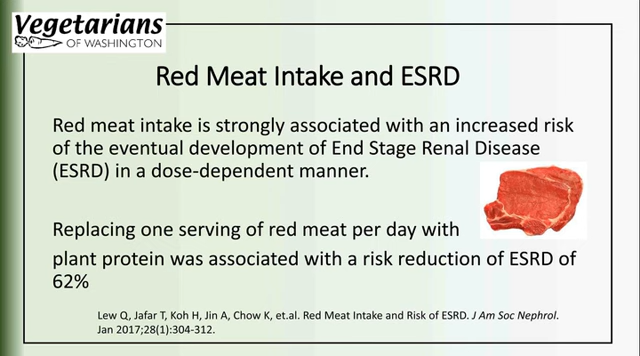 Vegetarians
OF WASHINGTON
Red Meat Intake and ESRD
Red meat intake is strongly associated with an increased risk
of the eventual development of End Stage Renal Disease
(ESRD) in a dose-dependent manner.
Replacing one serving of red meat per day with
plant protein was associated with a risk reduction of ESRD of
62%
Lew Q, Jafar T, Koh H, Jin A, Chow K, et.al. Red Meat Intake and Risk of ESRD. J Am Soc Nephrol.
Jan 2017;28(1):304-312.